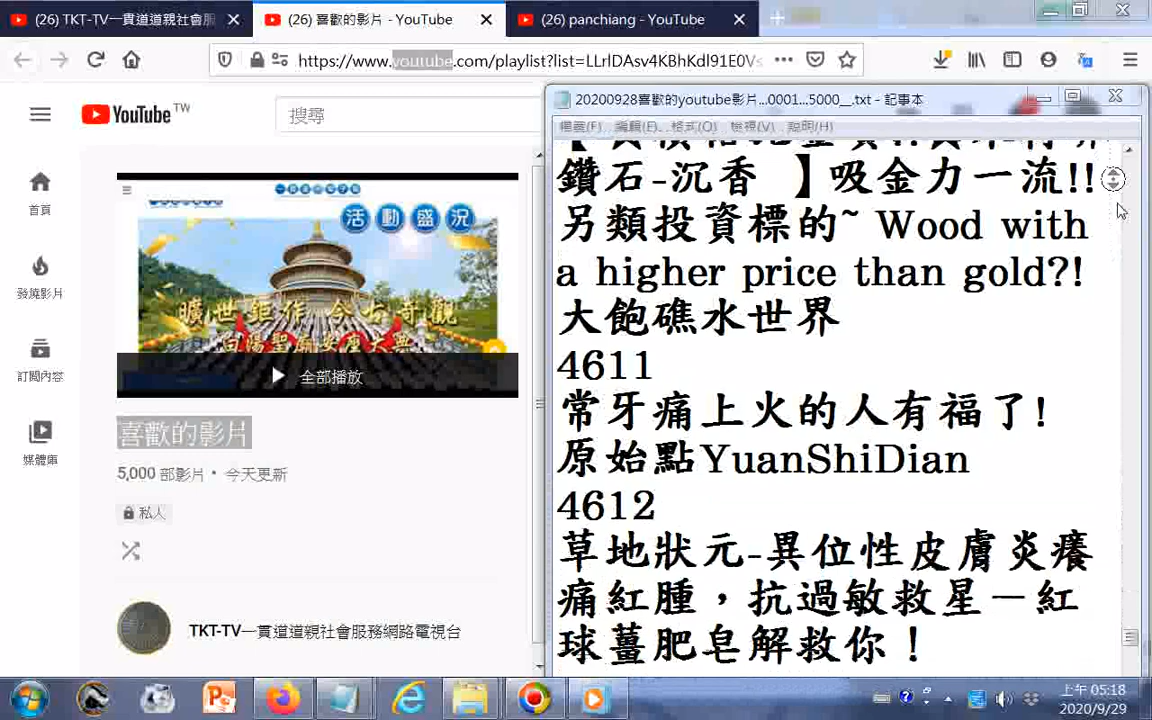 (26) TKT-TV一貫道道親社會服
(26) 喜歡的影片 - YouTube
(26) panchiang - YouTube
https://www.youtube.com/playlist?list=LLrlDAsv4KBhKdl91E0Vs
YouTube TW
搜尋
首頁
發燒影片
訂閱內容
媒體庫
活動盛況
曠世鉅作 今古奇觀
全部播放
喜歡的影片
5,000 部影片・今天更新
私人
TKT-TV一貫道道親社會服務網路電視台
20200928喜歡的youtube影片...0001...5000__.txt - 記事本
檔案(F) 編輯(E) 格式(O) 檢視(V) 說明(H)
鑽石-沉香 】吸金力一流!!
另類投資標的~ Wood with
a higher price than gold?!
大飽礁水世界
4611
常牙痛上火的人有福了!
原始點YuanShiDian
4612
草地狀元-異位性皮膚炎癢
痛紅腫，抗過敏救星－紅
球薑肥皂解救你！
上午 05:18
2020/9/29